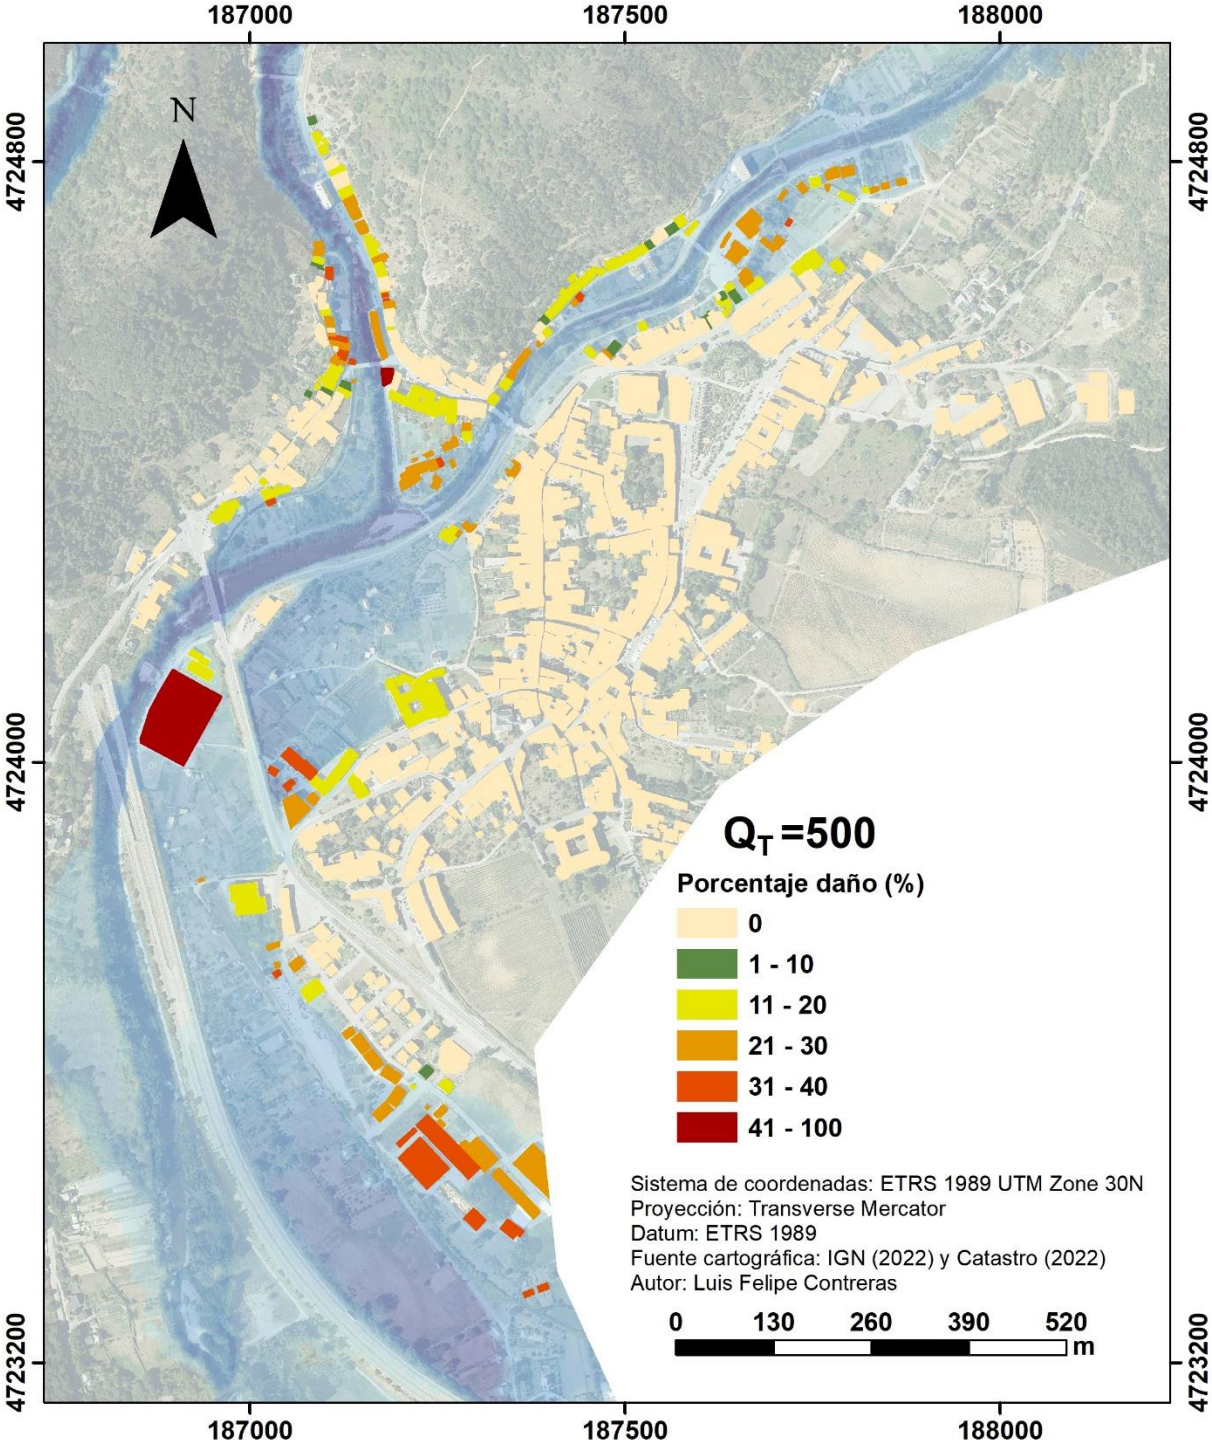 187000
187500
188000
4724800
4724800
N
4724000
4724000
Q_T =500
Porcentaje daño (%)
0
1 - 10
11 - 20
21 - 30
31 - 40
41 - 100
Sistema de coordenadas: ETRS 1989 UTM Zone 30N
Proyección: Transverse Mercator
Datum: ETRS 1989
Fuente cartográfica: IGN (2022) y Catastro (2022)
Autor: Luis Felipe Contreras
0 130 260 390 520
m
4723200
4723200
187000
187500
188000